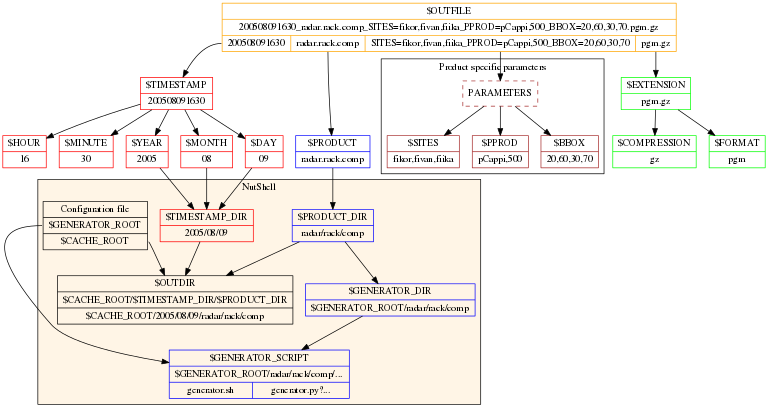 $OUTFILE
200508091630_radar.rack.comp_SITES=fikor,fivan,fiika_PPROD=pCappi,500_BBOX=20,60,30,70.pgm.gz
200508091630 radar.rack.comp SITES=fikor,fivan,fiika_PPROD=pCappi,500_BBOX=20,60,30,70 pgm.gz
Product specific parameters
$TIMESTAMP
200508091630
PARAMETERS
$EXTENSION
pgm.gz
$HOUR
16
$MINUTE
30
$YEAR
2005
$MONTH
08
$DAY
09
$PRODUCT
radar.rack.comp
$SITES
fikor,fivan,fiika
$PPROD
pCappi,500
$BBOX
20,60,30,70
$COMPRESSION
gz
$FORMAT
pgm
NutShell
Configuration file
$GENERATOR_ROOT
$CACHE_ROOT
$TIMESTAMP_DIR
2005/08/09
$PRODUCT_DIR
radar/rack/comp
$OUTDIR
$CACHE_ROOT/$TIMESTAMP_DIR/$PRODUCT_DIR
$CACHE_ROOT/2005/08/09/radar/rack/comp
$GENERATOR_DIR
$GENERATOR_ROOT/radar/rack/comp
$GENERATOR_SCRIPT
$GENERATOR_ROOT/radar/rack/comp/...
generator.sh generator.py?...